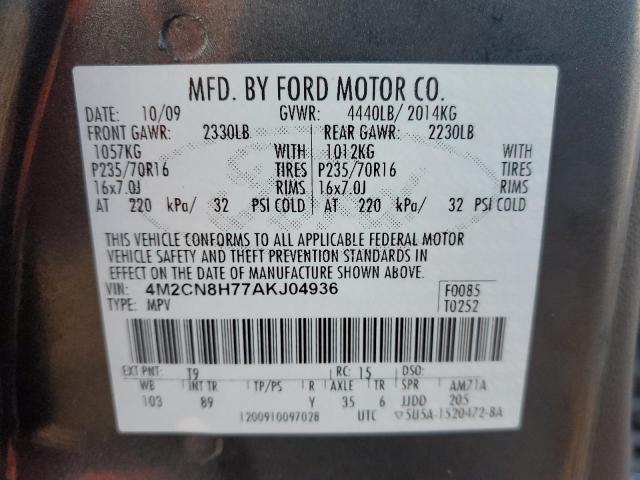 MFD. BY FORD MOTOR CO.
DATE: 10/09 GVWR: 4440LB/ 2014KG
FRONT GAWR: 2330LB REAR GAWR: 2230LB
1057KG WITH 1012KG WITH
P235/70R16 TIRES P235/70R16 TIRES
16x7.0J RIMS 16x7.0J RIMS
AT 220 kPa/ 32 PSI COLD AT 220 kPa/ 32 PSI COLD
THIS VEHICLE CONFORMS TO ALL APPLICABLE FEDERAL MOTOR
VEHICLE SAFETY AND THEFT PREVENTION STANDARDS IN
EFFECT ON THE DATE OF MANUFACTURE SHOWN ABOVE.
VIN: 4M2CN8H77AKJ04936 F0085
TYPE: MPV T0252
EXT PNT: T9 RC: 15 DSO:
WB INT TR TP/PS R AXLE TR SPR AM71A
103 89 Y 35 6 JJDD 205
1200910097028 UTC ▽5U5A-1520472-BA